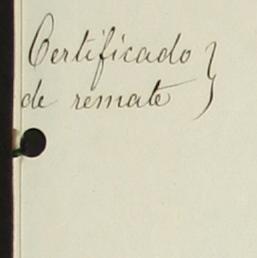 Certificado
de remate }